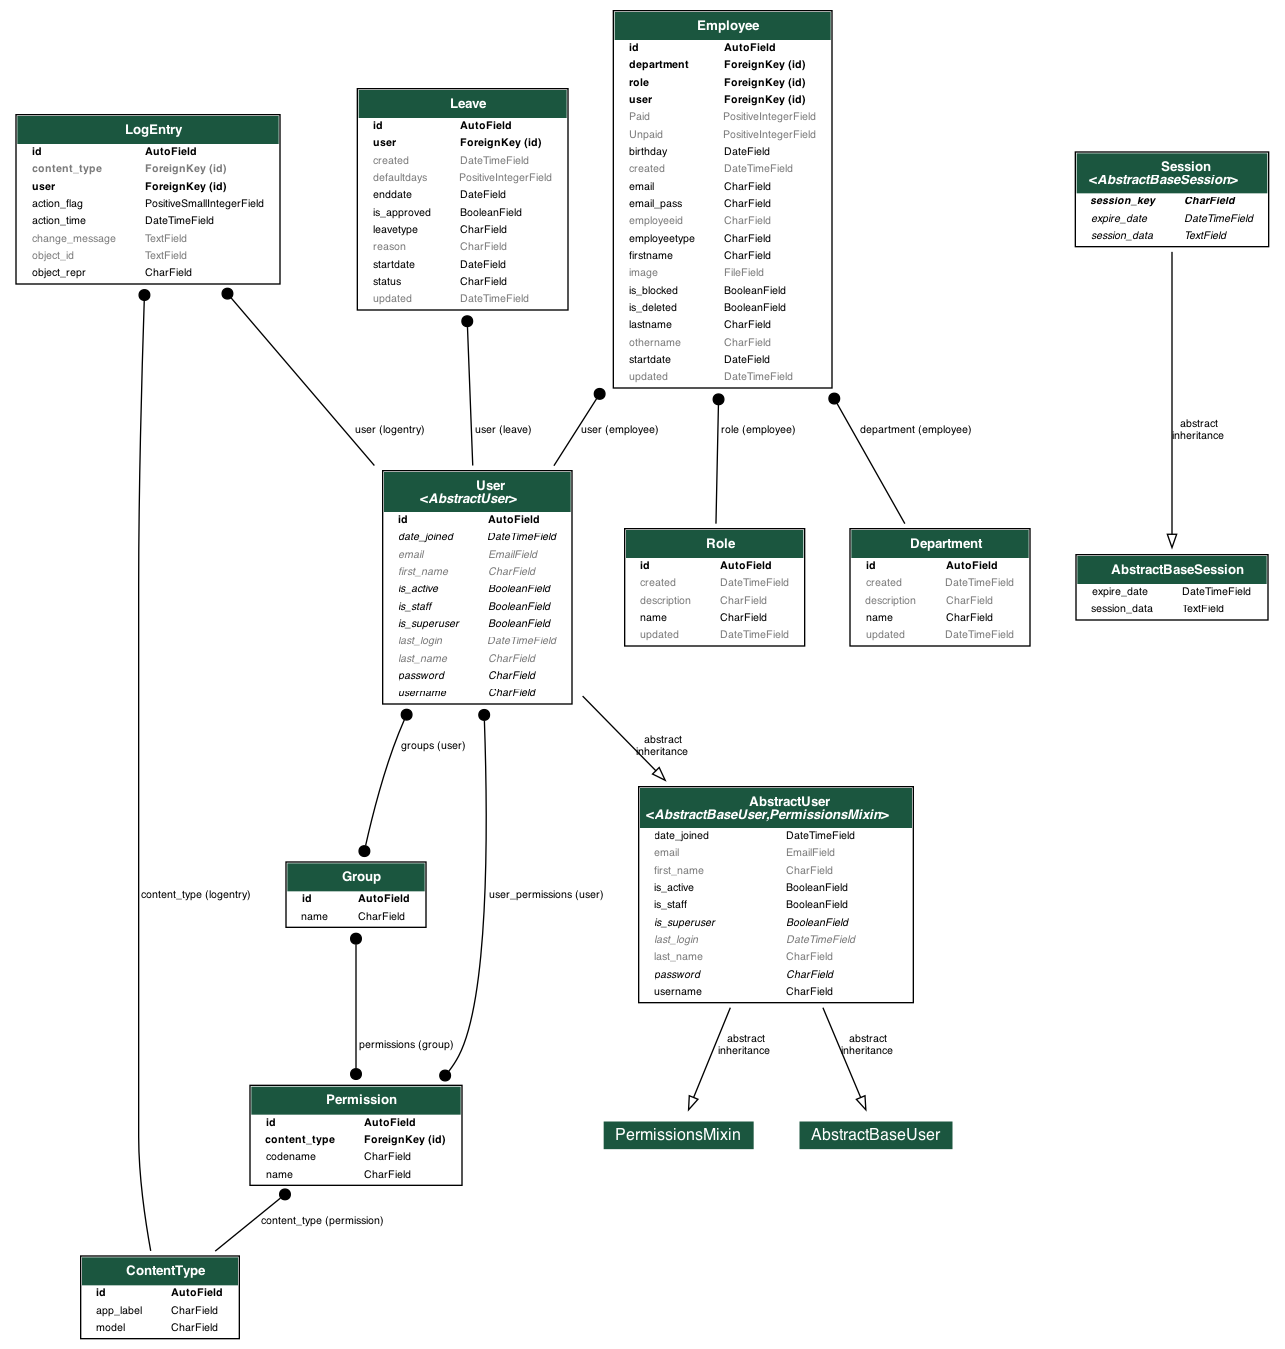 Employee
id AutoField
department ForeignKey (id)
role ForeignKey (id)
user ForeignKey (id)
Paid PositiveIntegerField
Unpaid PositiveIntegerField
birthday DateField
created DateTimeField
email CharField
email_pass CharField
employeeid CharField
employeetype CharField
firstname CharField
image FileField
is_blocked BooleanField
is_deleted BooleanField
lastname CharField
othername CharField
startdate DateField
updated DateTimeField
Leave
id AutoField
user ForeignKey (id)
created DateTimeField
defaultdays PositiveIntegerField
enddate DateField
is_approved BooleanField
leavetype CharField
reason CharField
startdate DateField
status CharField
updated DateTimeField
LogEntry
id AutoField
content_type ForeignKey (id)
user ForeignKey (id)
action_flag PositiveSmallIntegerField
action_time DateTimeField
change_message TextField
object_id TextField
object_repr CharField
Session
<AbstractBaseSession>
session_key CharField
expire_date DateTimeField
session_data TextField
user (logentry)
user (leave)
user (employee)
role (employee)
department (employee)
abstract
inheritance
User
<AbstractUser>
id AutoField
date_joined DateTimeField
email EmailField
first_name CharField
is_active BooleanField
is_staff BooleanField
is_superuser BooleanField
last_login DateTimeField
last_name CharField
password CharField
username CharField
Role
id AutoField
created DateTimeField
description CharField
name CharField
updated DateTimeField
Department
id AutoField
created DateTimeField
description CharField
name CharField
updated DateTimeField
AbstractBaseSession
expire_date DateTimeField
session_data TextField
groups (user)
abstract
inheritance
AbstractUser
<AbstractBaseUser,PermissionsMixin>
date_joined DateTimeField
email EmailField
first_name CharField
is_active BooleanField
is_staff BooleanField
is_superuser BooleanField
last_login DateTimeField
last_name CharField
password CharField
username CharField
Group
id AutoField
name CharField
content_type (logentry)
user_permissions (user)
permissions (group)
abstract
inheritance
abstract
inheritance
Permission
id AutoField
content_type ForeignKey (id)
codename CharField
name CharField
PermissionsMixin
AbstractBaseUser
content_type (permission)
ContentType
id AutoField
app_label CharField
model CharField